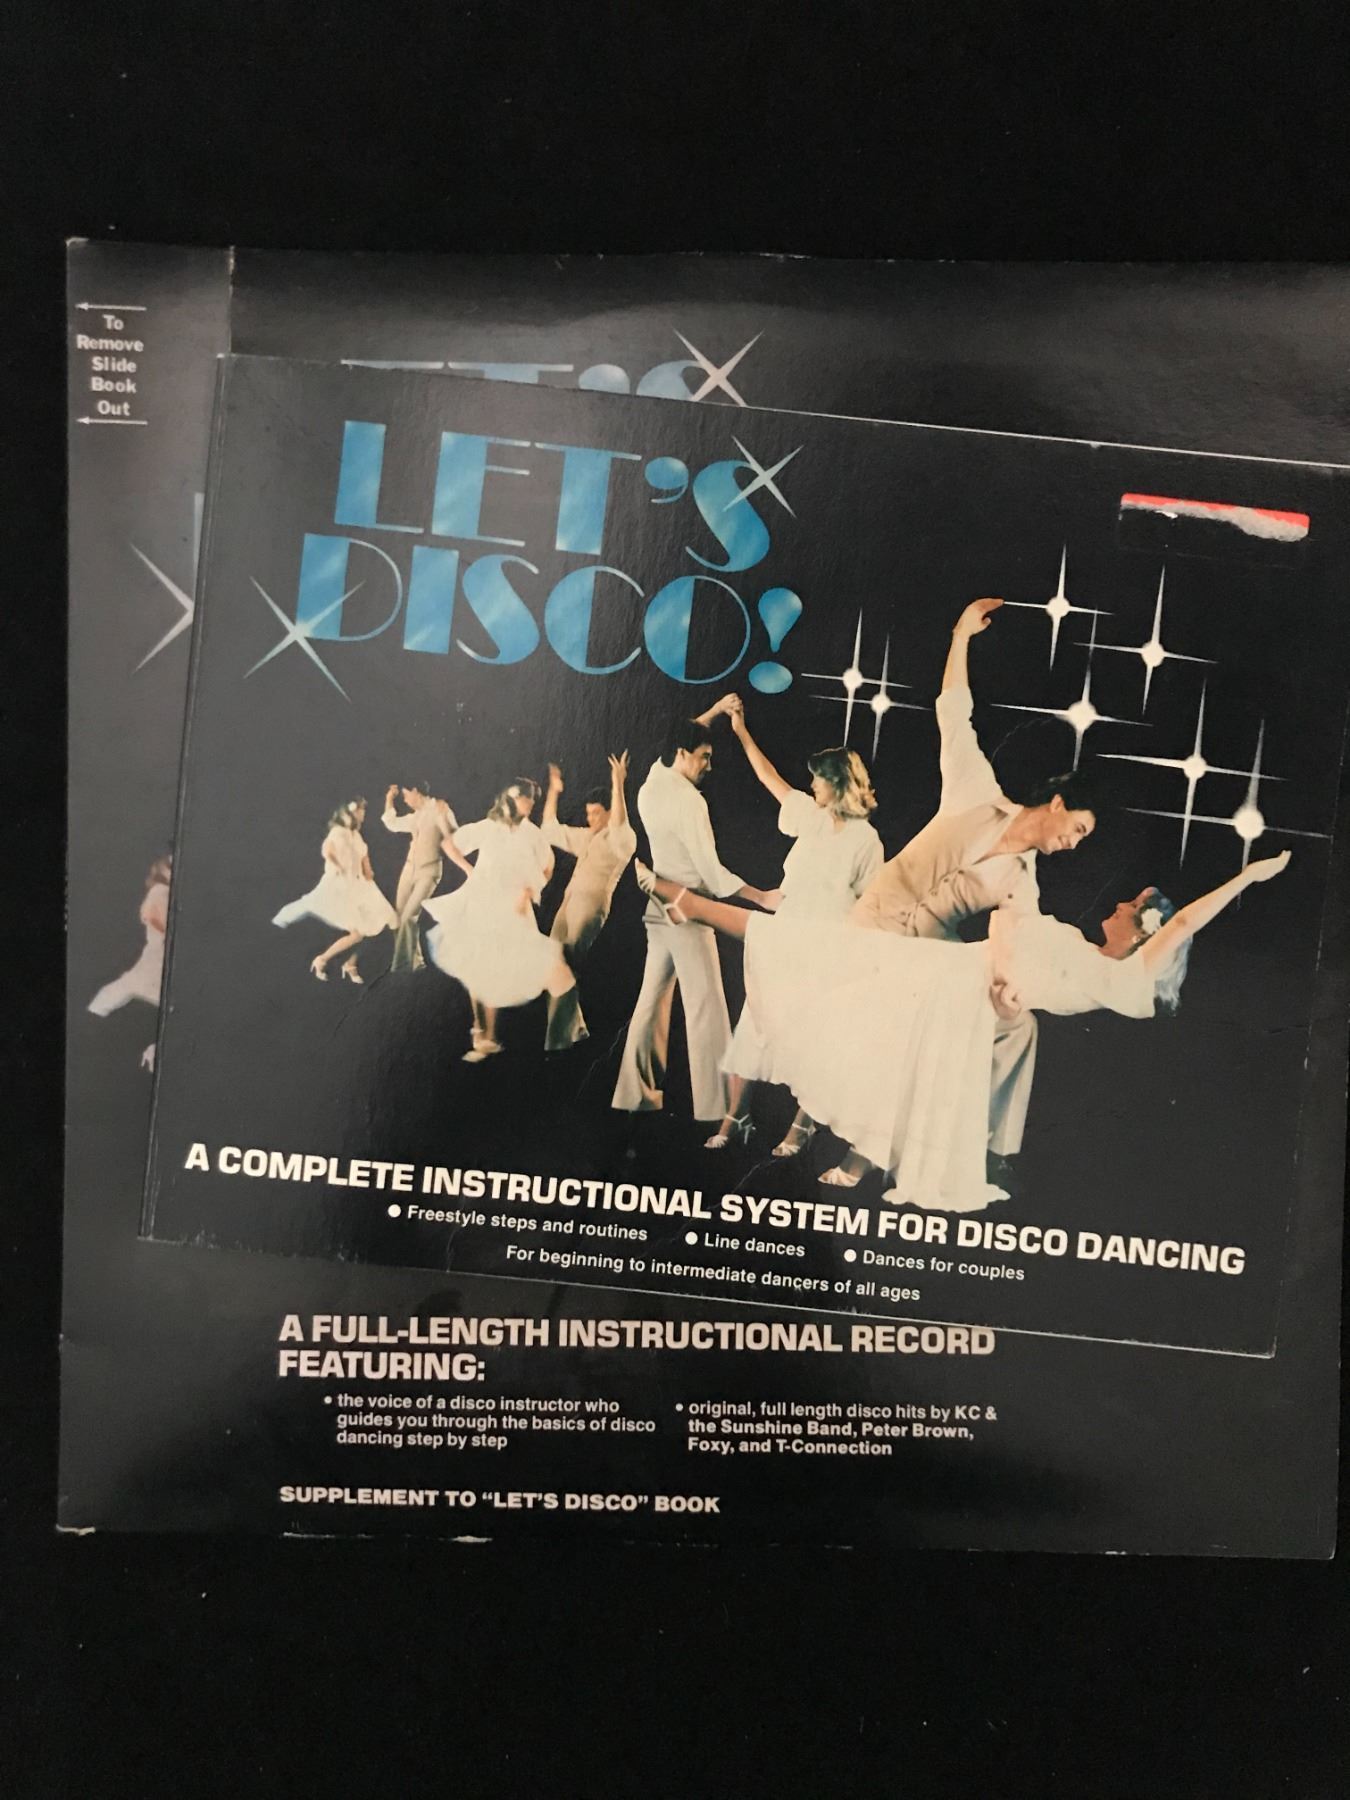 To
Remove
Slide
Book
Out
LET'S
LET'S
DISCO!
A COMPLETE INSTRUCTIONAL SYSTEM FOR DISCO DANCING
● Freestyle steps and routines ● Line dances ● Dances for couples
For beginning to intermediate dancers of all ages
A FULL-LENGTH INSTRUCTIONAL RECORD
FEATURING:
• the voice of a disco instructor who
guides you through the basics of disco
dancing step by step
• original, full length disco hits by KC &
the Sunshine Band, Peter Brown,
Foxy, and T-Connection
SUPPLEMENT TO “LET'S DISCO” BOOK